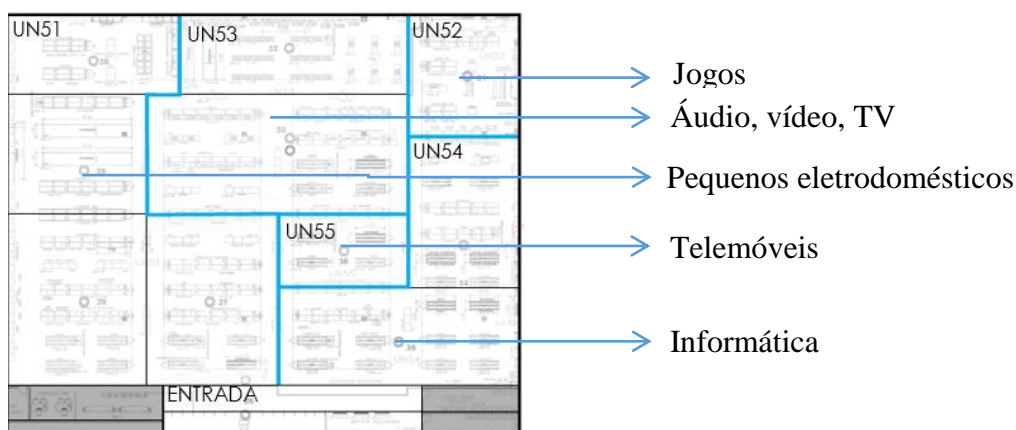 UN51
UN53
UN52
Jogos
Áudio, vídeo, TV
UN54
Pequenos eletrodomésticos
UN55
Telemóveis
Informática
ENTRADA